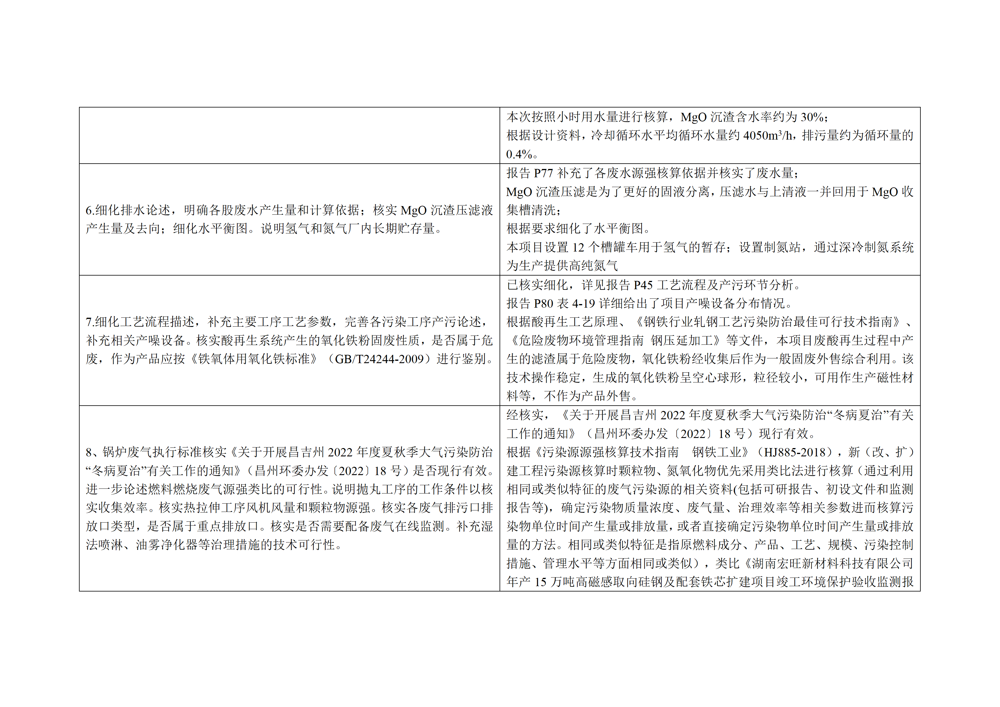 本次按照小时用水量进行核算，MgO 沉渣含水率约为 30%；
根据设计资料，冷却循环水平均循环水量约 4050m³/h，排污量约为循环量的
0.4%。
6.细化排水论述，明确各股废水产生量和计算依据；核实 MgO 沉渣压滤液
产生量及去向；细化水平衡图。说明氢气和氮气厂内长期贮存量。
报告 P77 补充了各废水源强核算依据并核实了废水量；
MgO 沉渣压滤是为了更好的固液分离，压滤水与上清液一并回用于 MgO 收
集槽清洗；
根据要求细化了水平衡图。
本项目设置 12 个槽罐车用于氢气的暂存；设置制氮站，通过深冷制氮系统
为生产提供高纯氮气
7.细化工艺流程描述，补充主要工序工艺参数，完善各污染工序产污论述，
补充相关产噪设备。核实酸再生系统产生的氧化铁粉固废性质，是否属于危
废，作为产品应按《铁氧体用氧化铁标准》（GB/T24244-2009）进行鉴别。
已核实细化，详见报告 P45 工艺流程及产污环节分析。
报告 P80 表 4-19 详细给出了项目产噪设备分布情况。
根据酸再生工艺原理、《钢铁行业轧钢工艺污染防治最佳可行技术指南》、
《危险废物环境管理指南 钢压延加工》等文件，本项目废酸再生过程中产
生的滤渣属于危险废物，氧化铁粉经收集后作为一般固废外售综合利用。该
技术操作稳定，生成的氧化铁粉呈空心球形，粒径较小，可用作生产磁性材
料等，不作为产品外售。
8、锅炉废气执行标准核实《关于开展昌吉州 2022 年度夏秋季大气污染防治
“冬病夏治”有关工作的通知》（昌州环委办发〔2022〕18 号）是否现行有效。
进一步论述燃料燃烧废气源强类比的可行性。说明抛丸工序的工作条件以核
实收集效率。核实热拉伸工序风机风量和颗粒物源强。核实各废气排污口排
放口类型，是否属于重点排放口。核实是否需要配备废气在线监测。补充湿
法喷淋、油雾净化器等治理措施的技术可行性。
经核实，《关于开展昌吉州 2022 年度夏秋季大气污染防治“冬病夏治”有关
工作的通知》（昌州环委办发〔2022〕18 号）现行有效。
根据《污染源源强核算技术指南　钢铁工业》（HJ885-2018），新（改、扩）
建工程污染源核算时颗粒物、氮氧化物优先采用类比法进行核算（通过利用
相同或类似特征的废气污染源的相关资料(包括可研报告、初设文件和监测
报告等)，确定污染物质量浓度、废气量、治理效率等相关参数进而核算污
染物单位时间产生量或排放量，或者直接确定污染物单位时间产生量或排放
量的方法。相同或类似特征是指原燃料成分、产品、工艺、规模、污染控制
措施、管理水平等方面相同或类似），类比《湖南宏旺新材料科技有限公司
年产 15 万吨高磁感取向硅钢及配套铁芯扩建项目竣工环境保护验收监测报